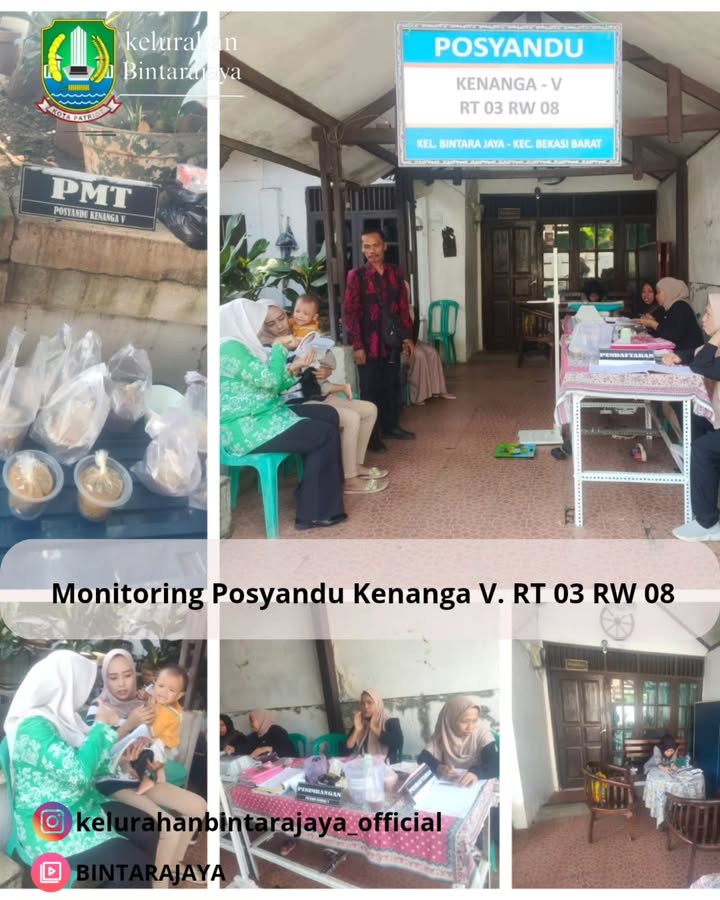 kelurahan
Bintarajaya
KOTA PATRIOT
PMT
POSYANDU KENANGA V
POSYANDU
KENANGA - V
RT 03 RW 08
KEL. BINTARA JAYA - KEC. BEKASI BARAT
PENDAFTARAN
Monitoring Posyandu Kenanga V. RT 03 RW 08
PENIMBANGAN
kelurahanbintarajaya_official
BINTARAJAYA